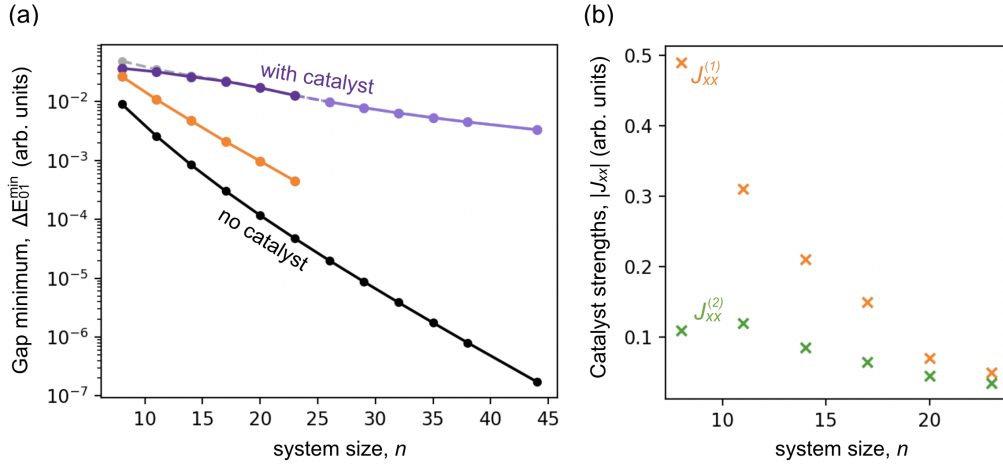 (a)
Gap minimum, ΔE₀₁ᵐⁱⁿ (arb. units)
10⁻²
10⁻³
10⁻⁴
10⁻⁵
10⁻⁶
10⁻⁷
with catalyst
no catalyst
10 15 20 25 30 35 40 45
system size, n
(b)
Catalyst strengths, |Jₓₓ| (arb. units)
0.5
0.4
0.3
0.2
0.1
Jₓₓ⁽¹⁾
Jₓₓ⁽²⁾
10 15 20
system size, n